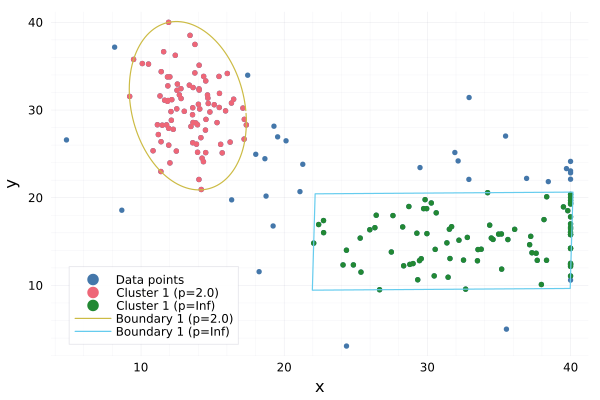 40
30
20
10
y
Data points
Cluster 1 (p=2.0)
Cluster 1 (p=Inf)
Boundary 1 (p=2.0)
Boundary 1 (p=Inf)
10 20 30 40
x